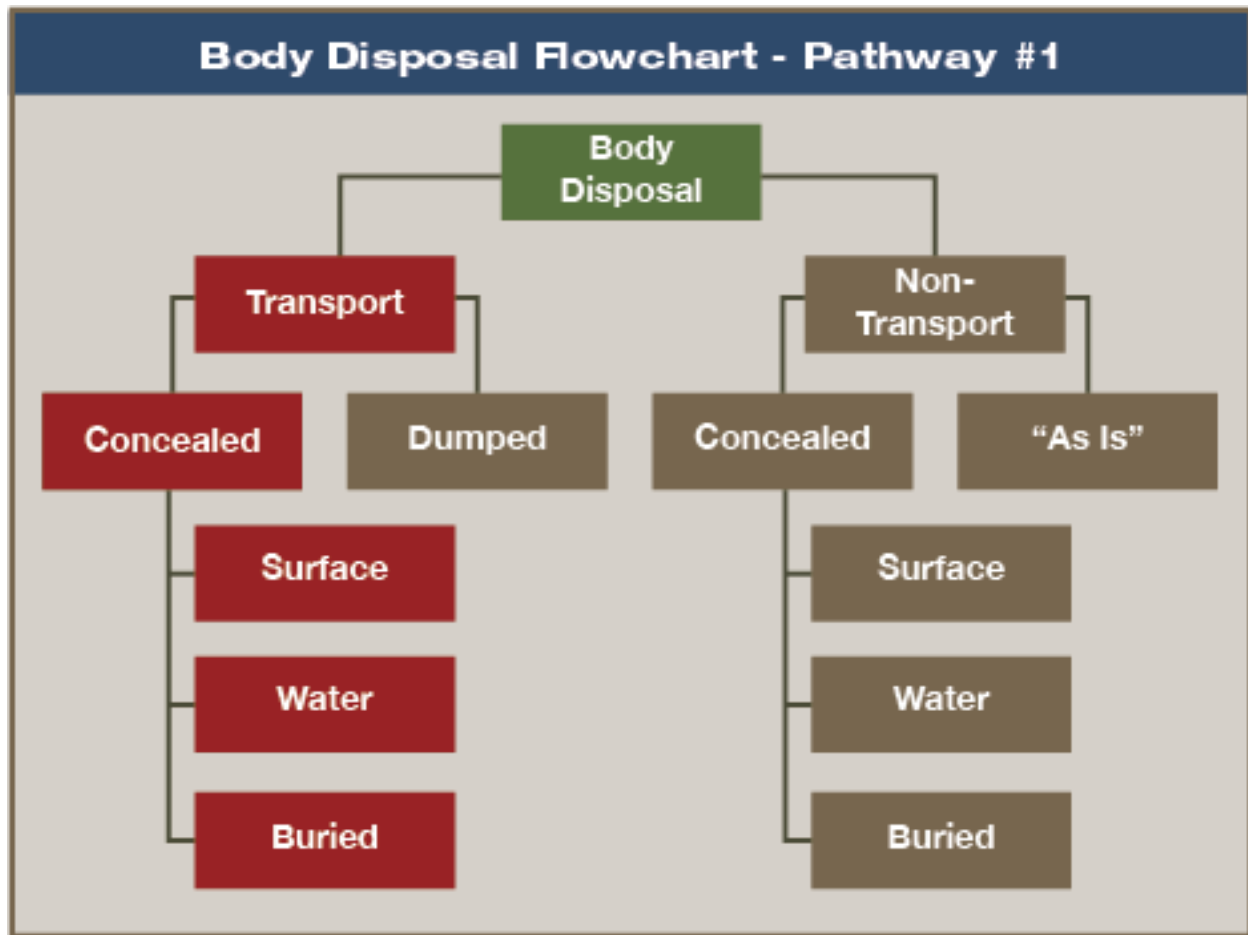 Body Disposal Flowchart - Pathway #1
Body
Disposal
Transport
Non-
Transport
Concealed
Dumped
Concealed
“As Is”
Surface
Surface
Water
Water
Buried
Buried